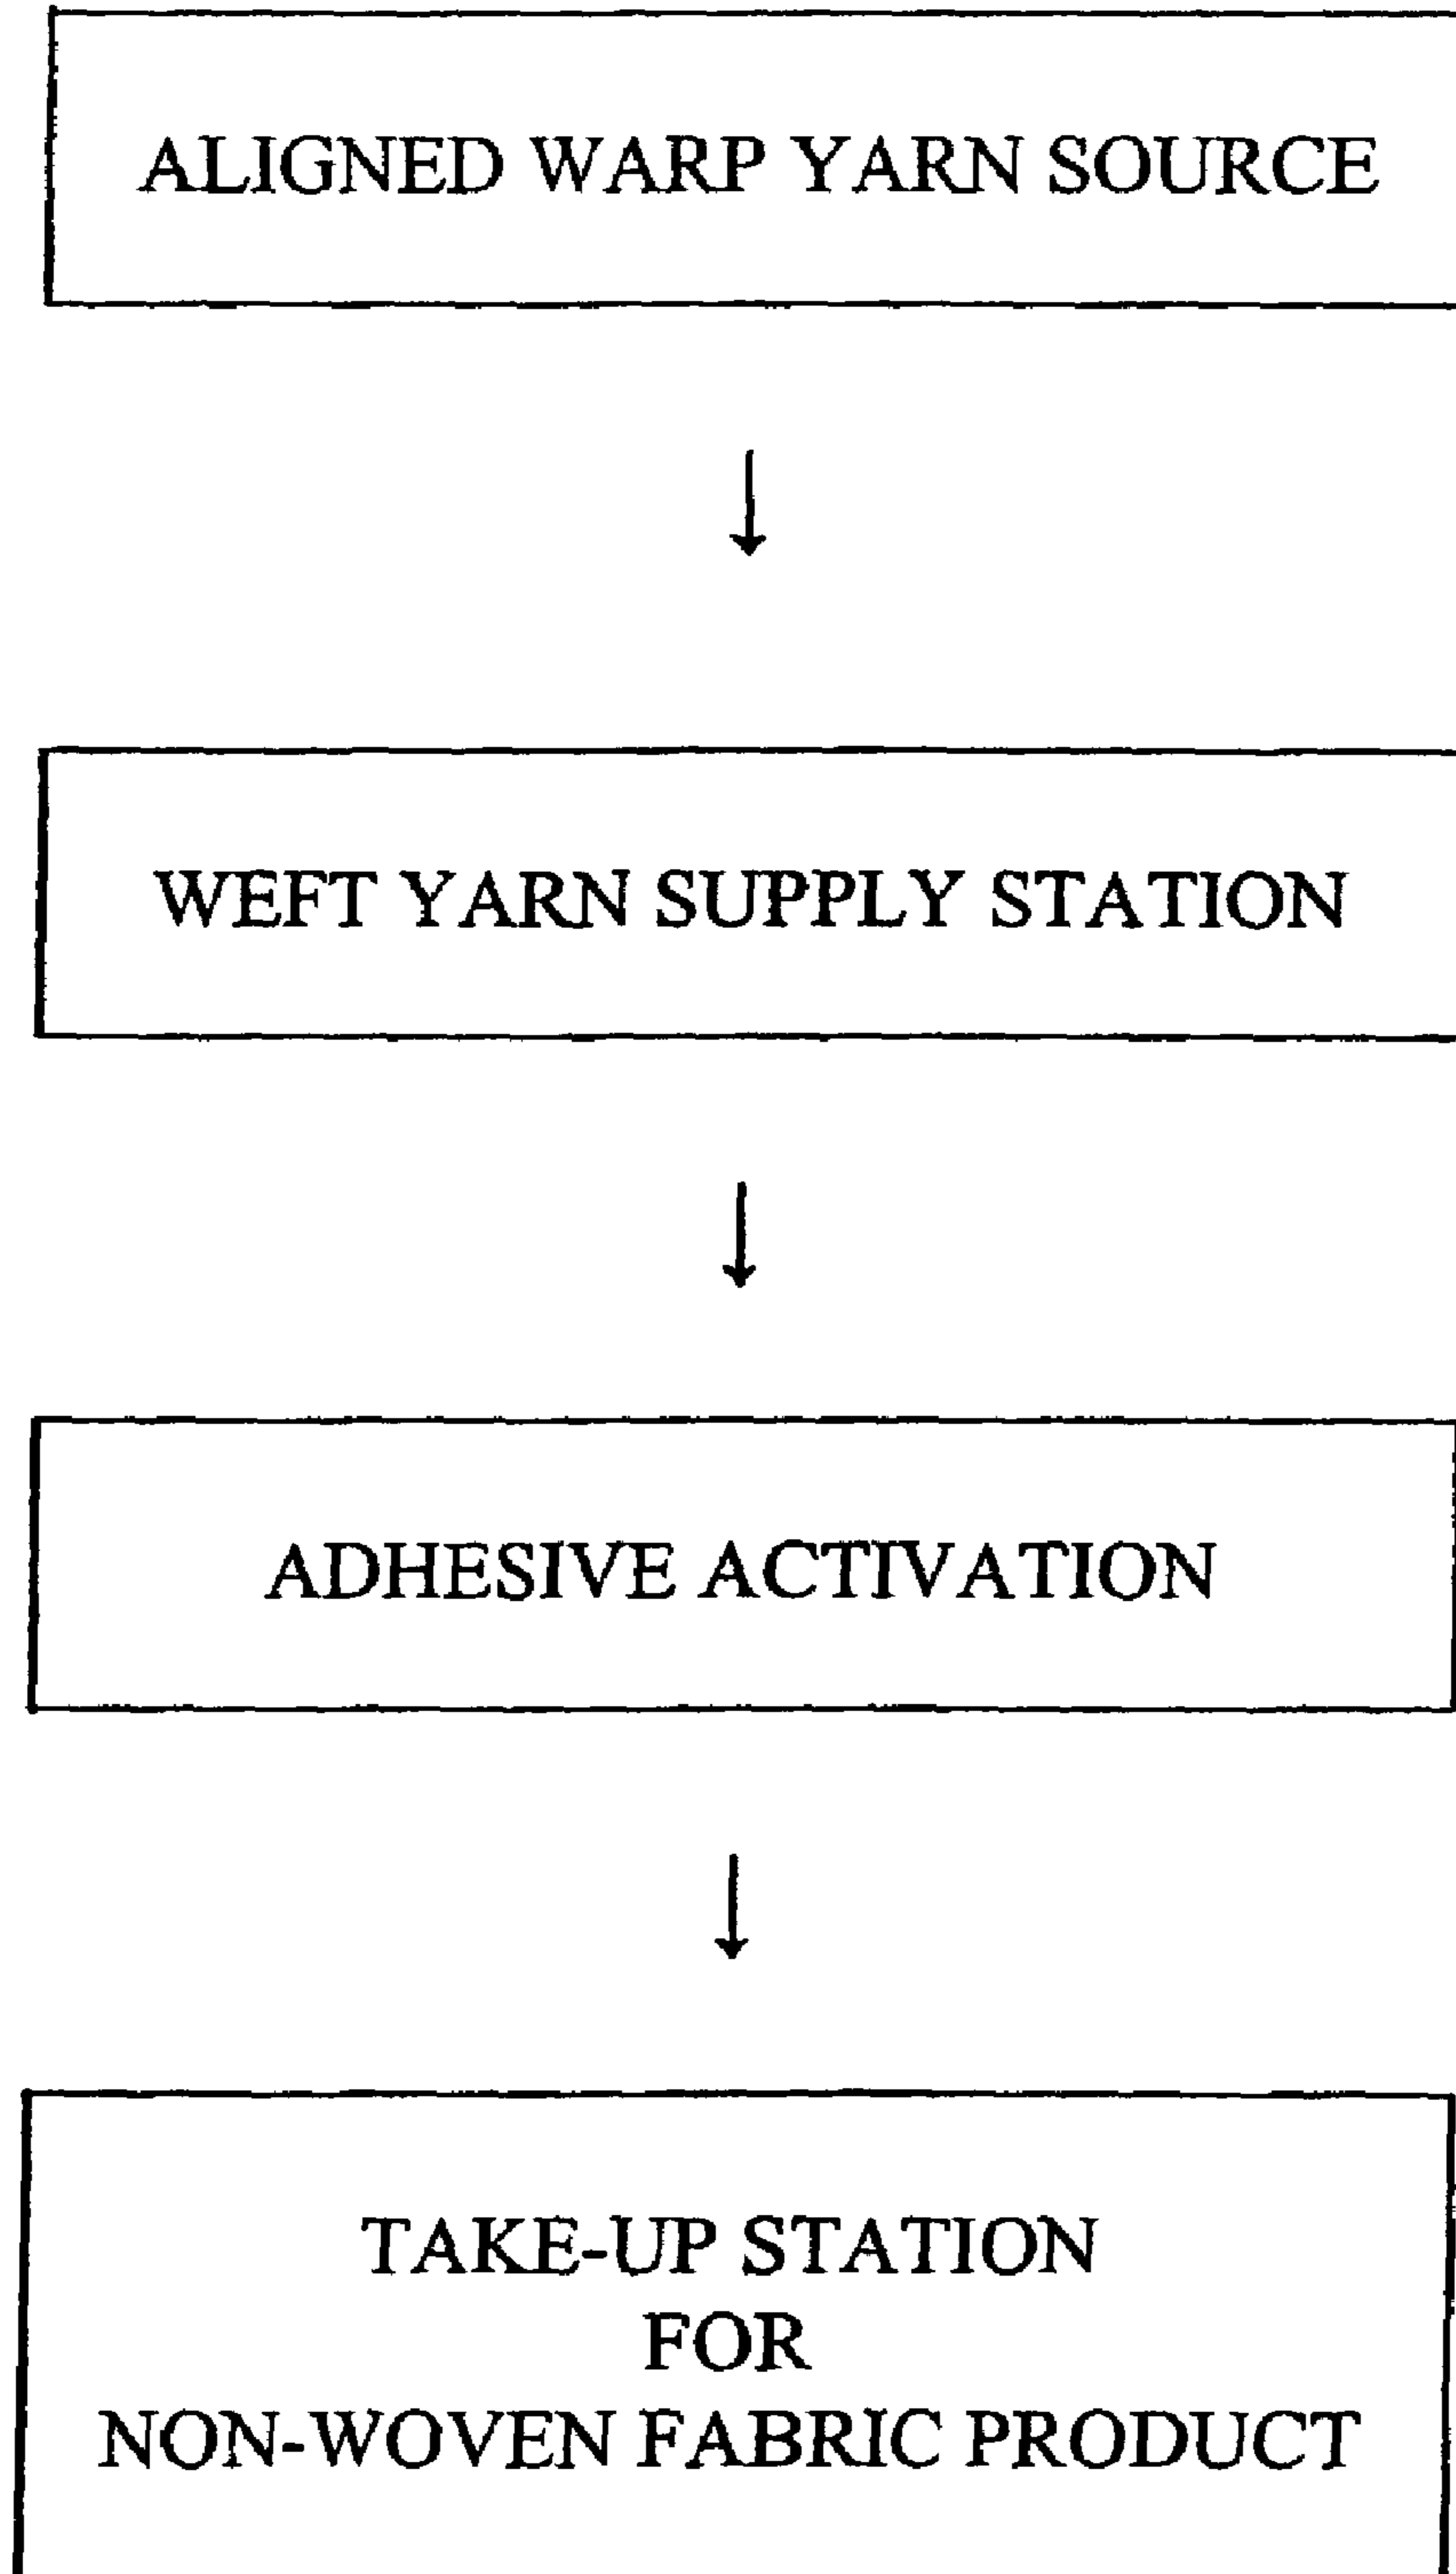 ALIGNED WARP YARN SOURCE
WEFT YARN SUPPLY STATION
ADHESIVE ACTIVATION
TAKE-UP STATION
FOR
NON-WOVEN FABRIC PRODUCT